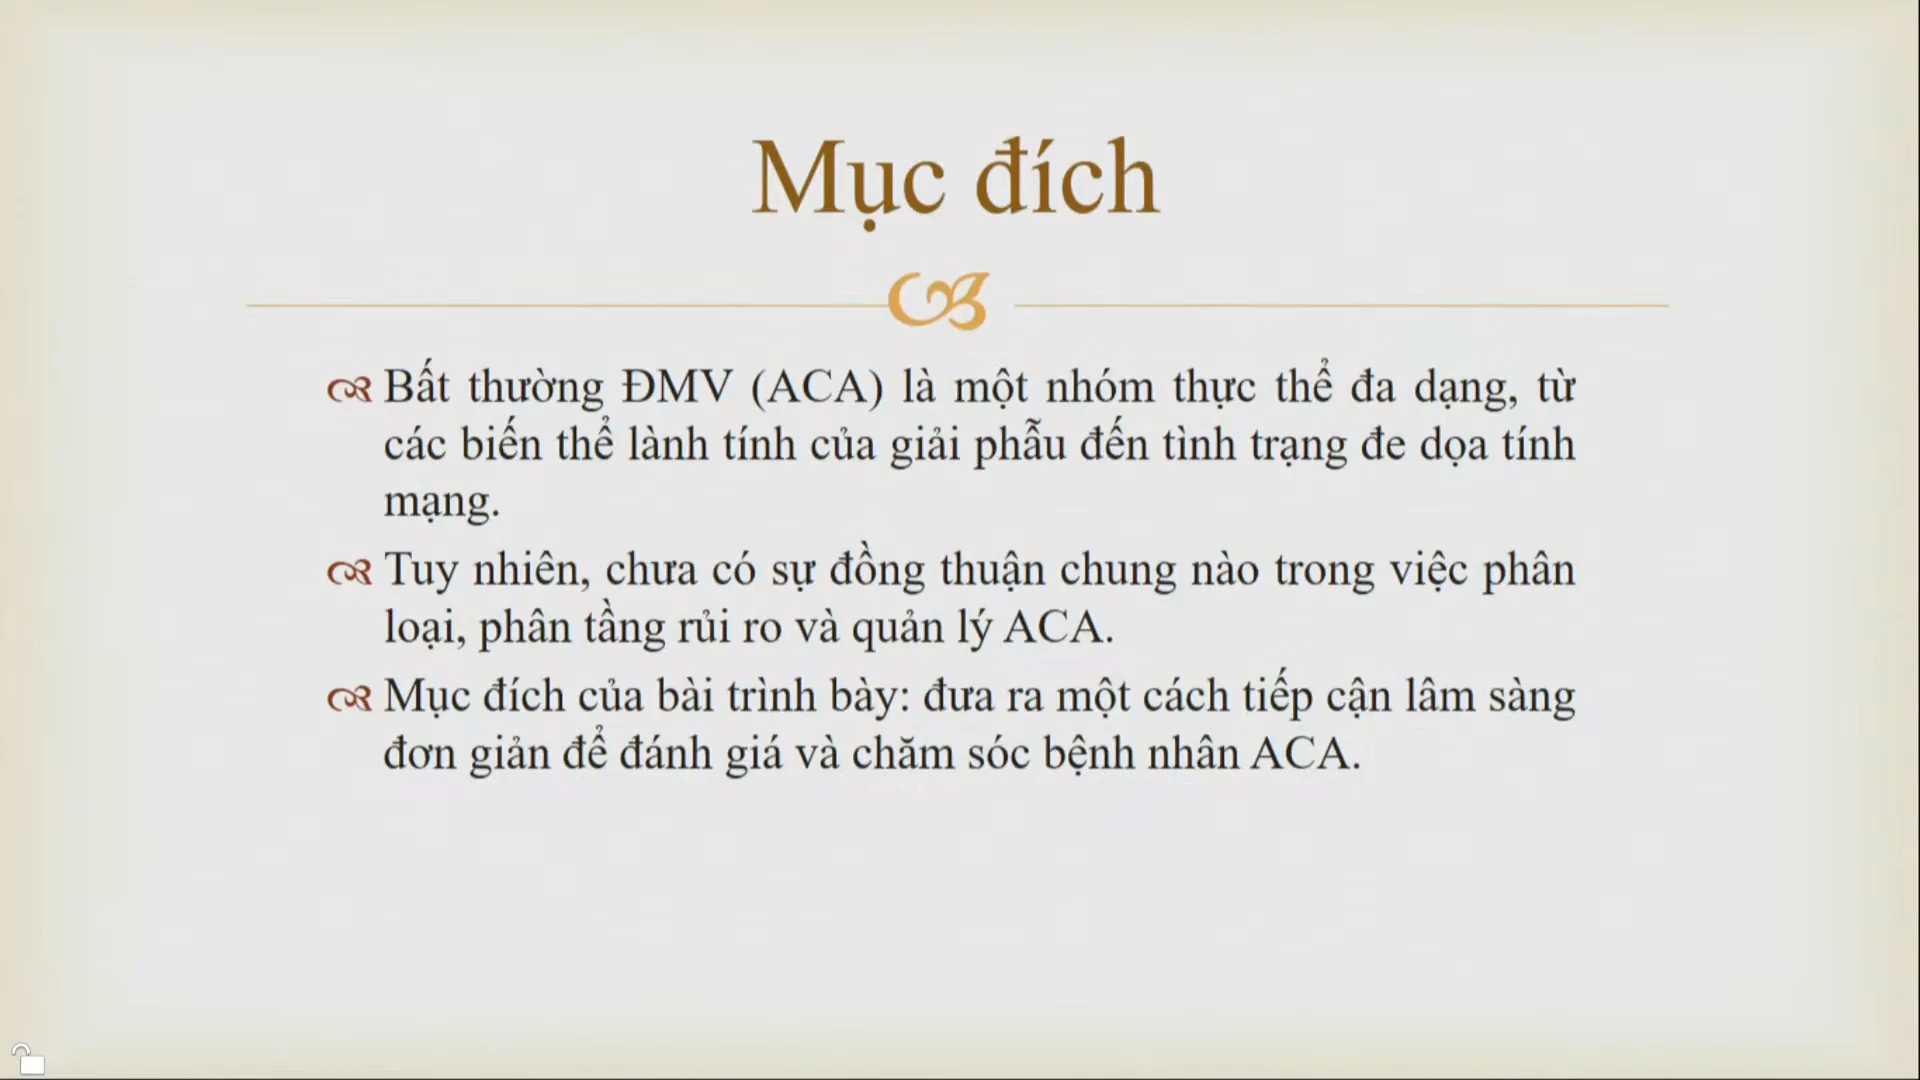 Mục đích
Bất thường ĐMV (ACA) là một nhóm thực thể đa dạng, từ
các biến thể lành tính của giải phẫu đến tình trạng đe dọa tính
mạng.
Tuy nhiên, chưa có sự đồng thuận chung nào trong việc phân
loại, phân tầng rủi ro và quản lý ACA.
Mục đích của bài trình bày: đưa ra một cách tiếp cận lâm sàng
đơn giản để đánh giá và chăm sóc bệnh nhân ACA.